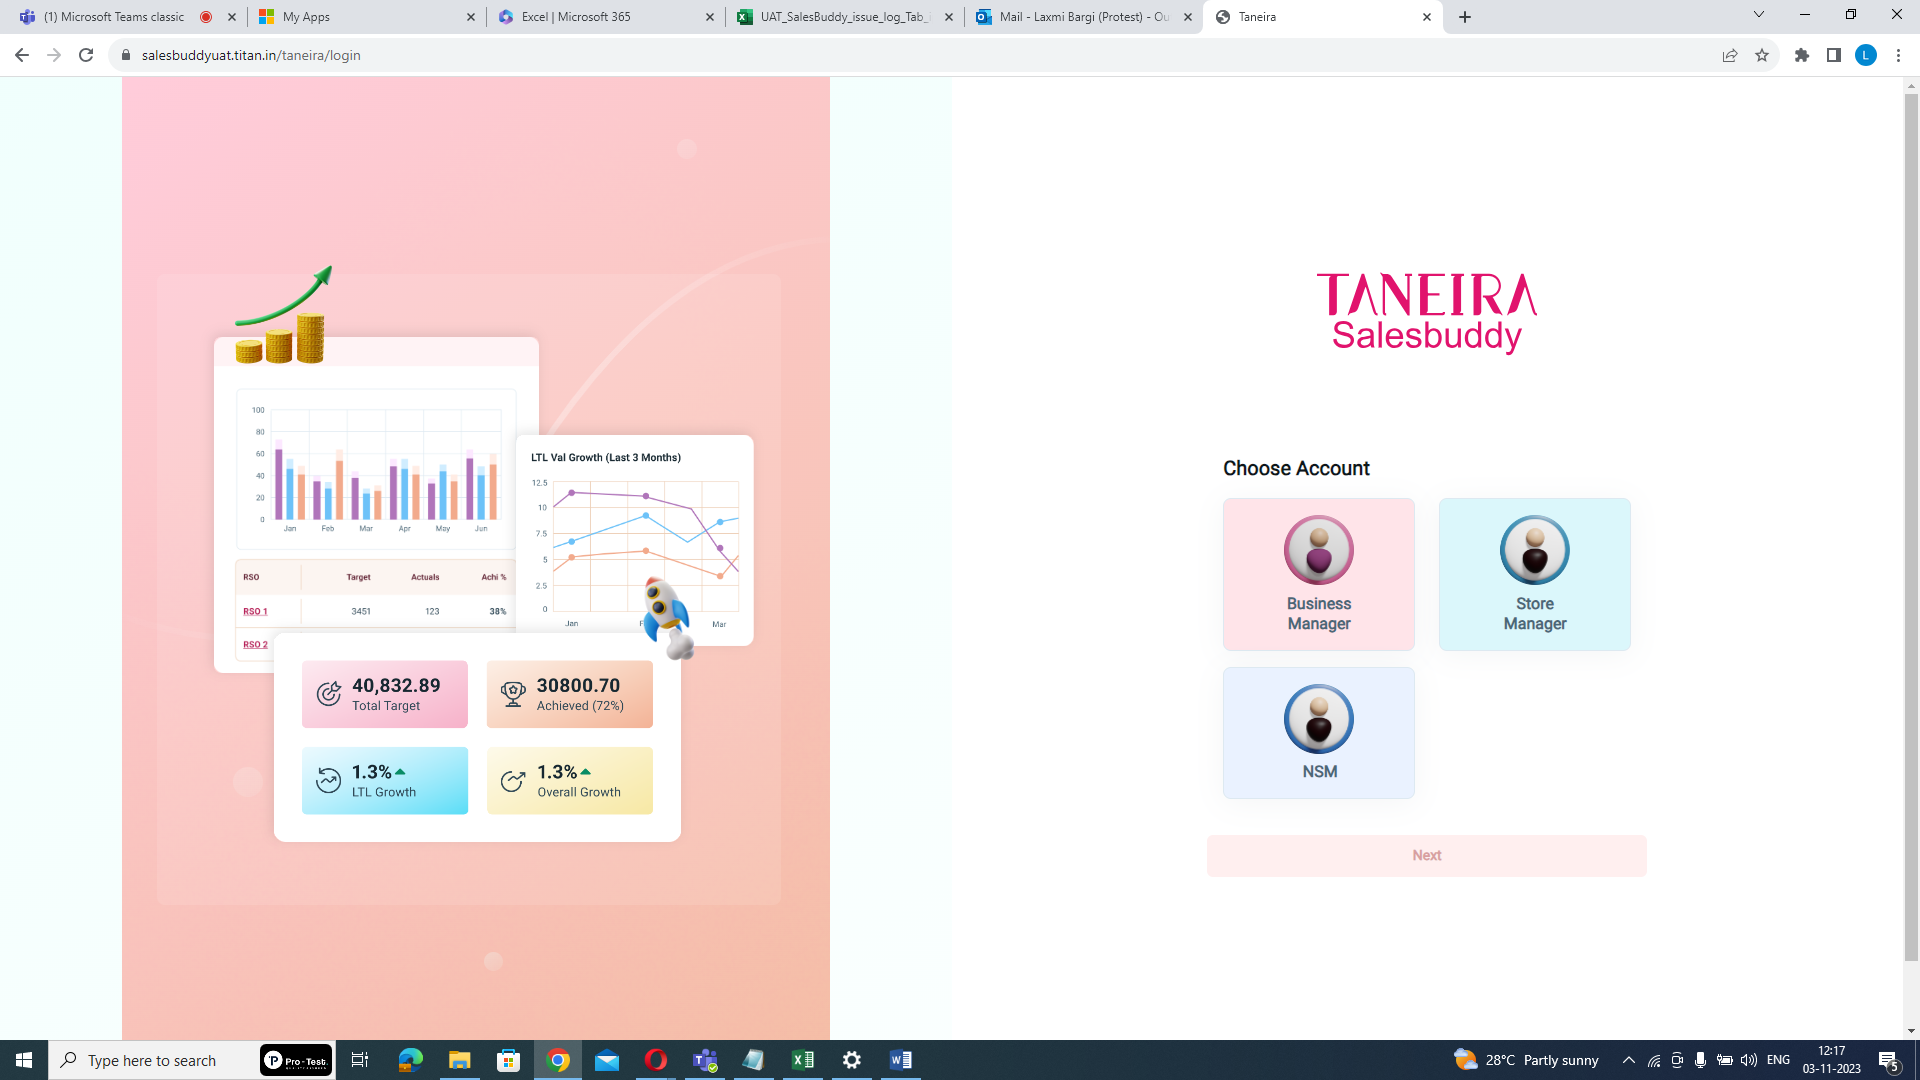 (1) Microsoft Teams classic
My Apps
Excel | Microsoft 365
UAT_SalesBuddy_issue_log_Tab_i
Mail - Laxmi Bargi (Protest) - Ou
Taneira
salesbuddyuat.titan.in/taneira/login
L
TANEIRA
Salesbuddy
Choose Account
Business
Manager
Store
Manager
NSM
Next
100
80
60
40
20
0
Jan Feb Mar Apr May Jun
RSO Target Actuals Achi %
RSO 1 3451 123 38%
RSO 2
LTL Val Growth (Last 3 Months)
12.5
10
7.5
5
2.5
0
Jan F Mar
40,832.89
Total Target
30800.70
Achieved (72%)
1.3%
LTL Growth
1.3%
Overall Growth
Type here to search
Pro-Test.
28°C Partly sunny
ENG
12:17
03-11-2023
5